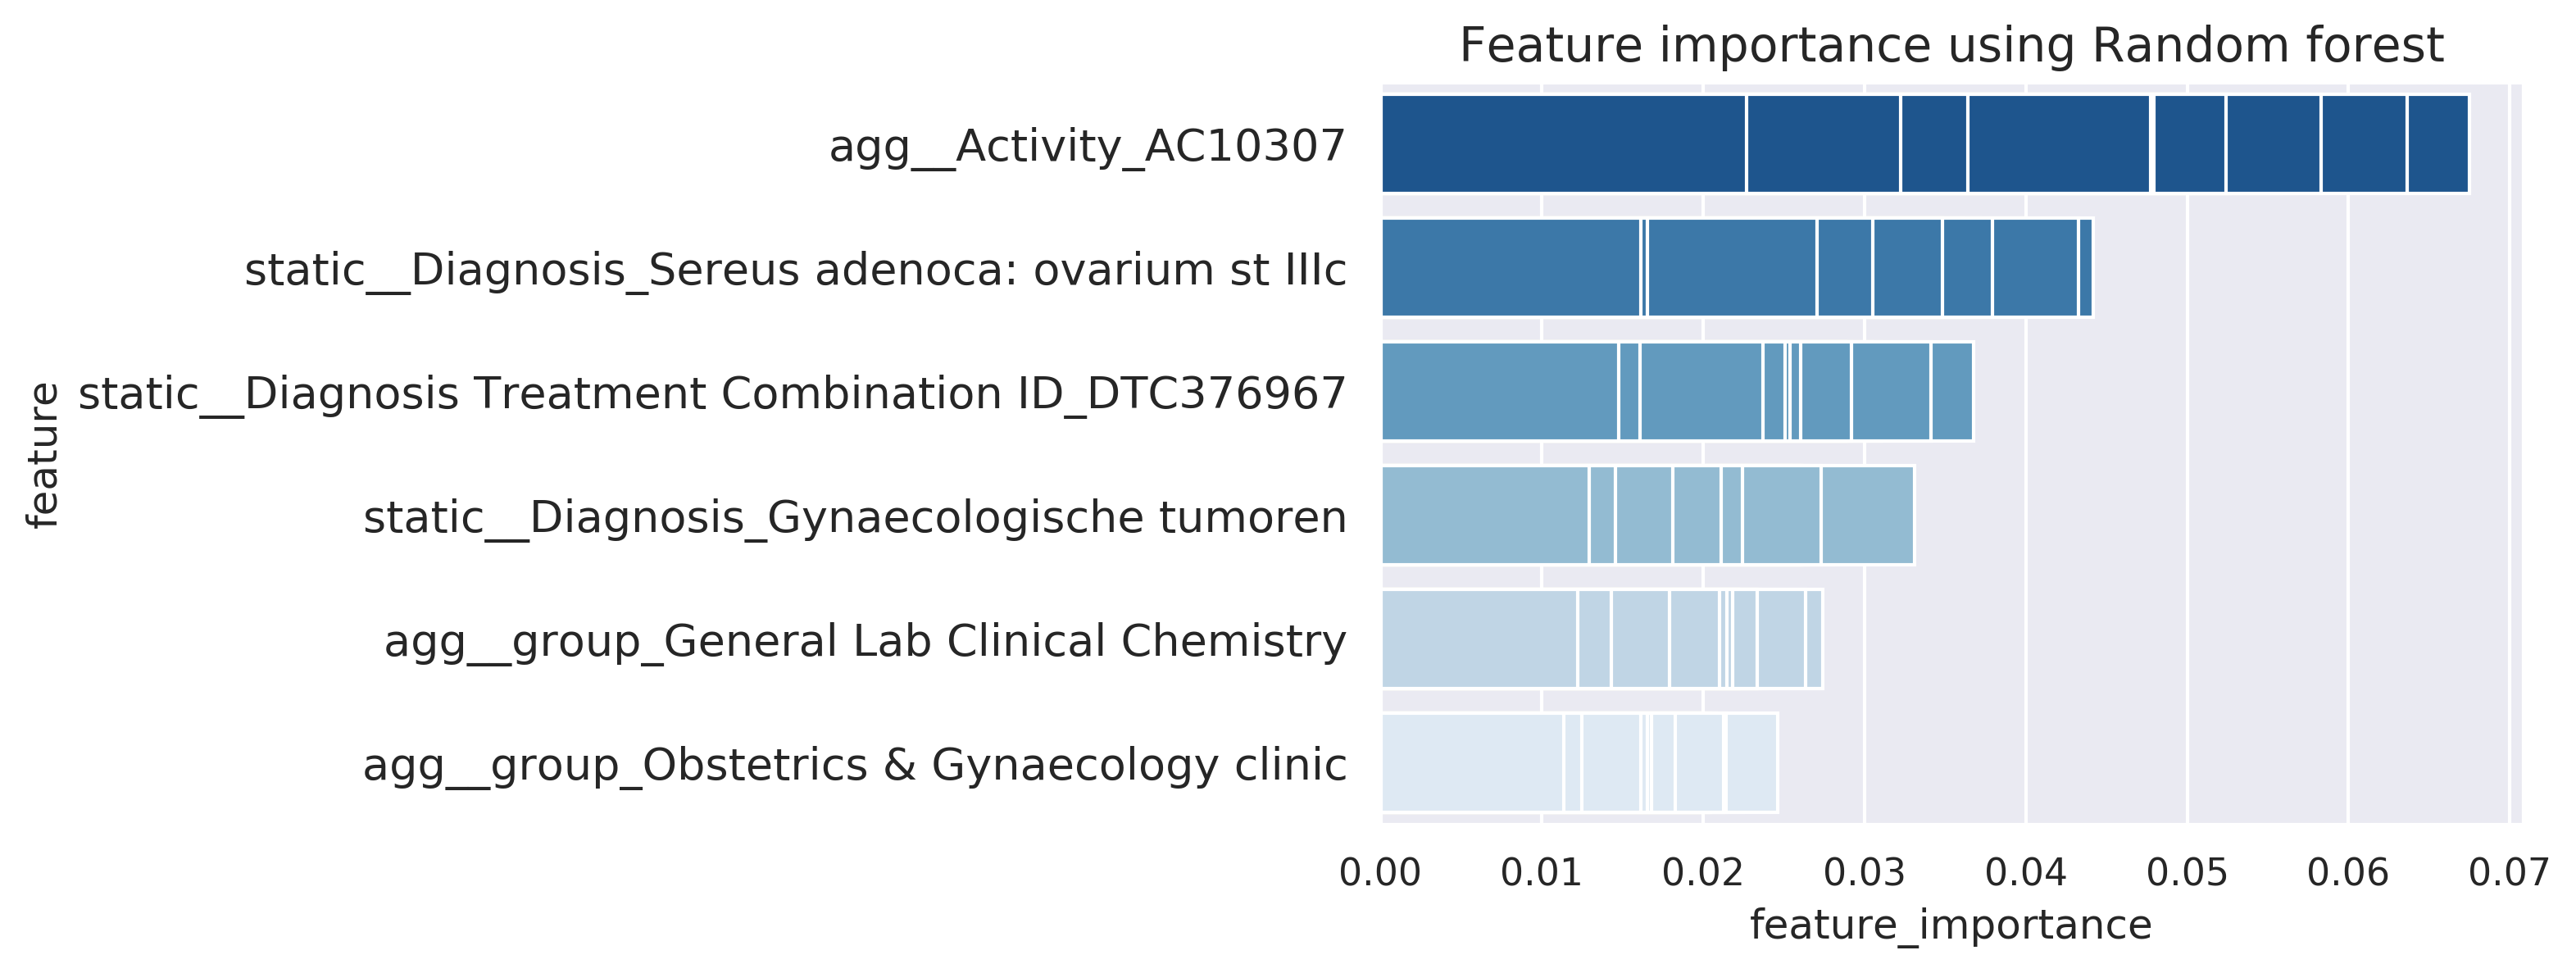 Feature importance using Random forest
feature
agg__Activity_AC10307
static__Diagnosis_Sereus adenoca: ovarium st IIIc
static__Diagnosis Treatment Combination ID_DTC376967
static__Diagnosis_Gynaecologische tumoren
agg__group_General Lab Clinical Chemistry
agg__group_Obstetrics & Gynaecology clinic
0.00 0.01 0.02 0.03 0.04 0.05 0.06 0.07
feature_importance